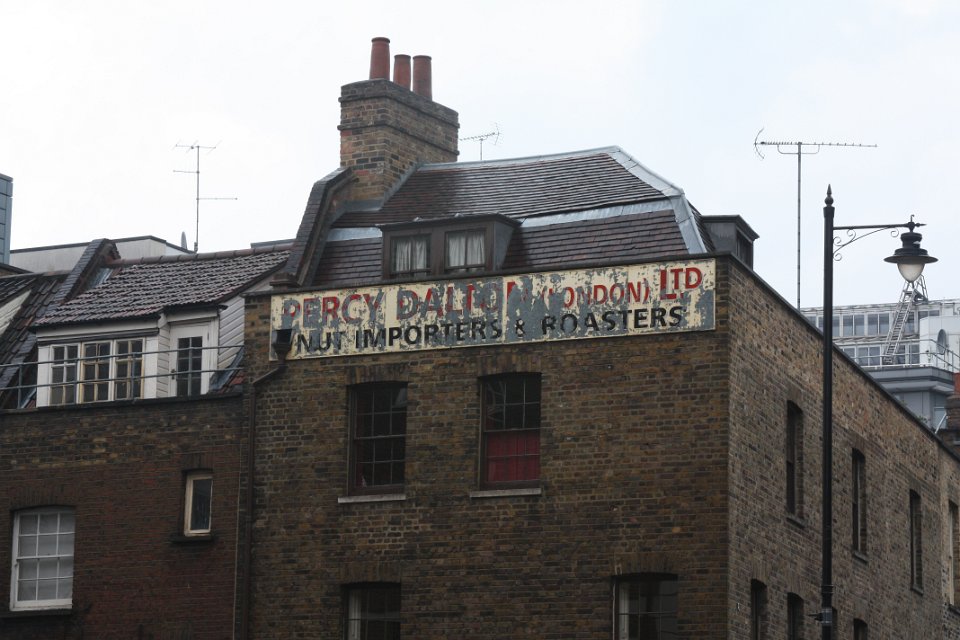 PERCY DALTON (LONDON) LTD
NUT IMPORTERS & ROASTERS